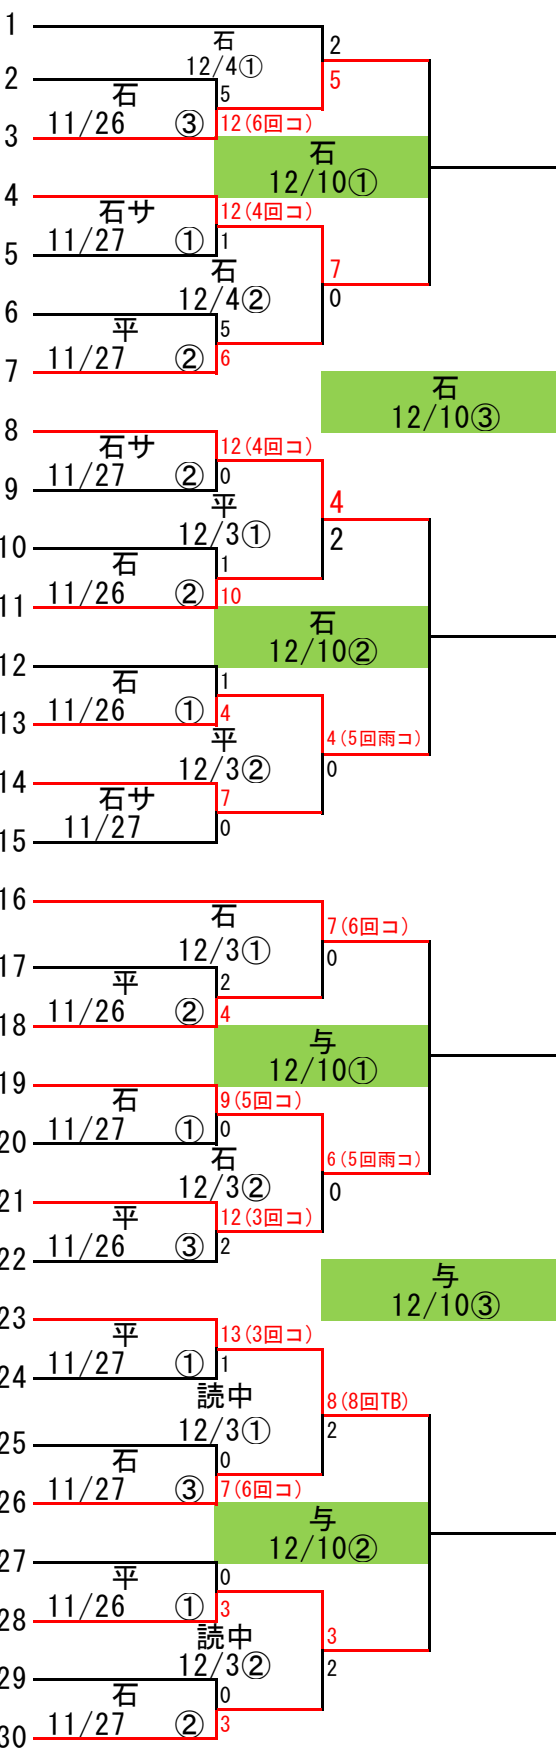 1
石
12/4①
2
2
5
5
石
11/26 ③
3
12(6回コ)
石
12/10①
4
12(4回コ)
石サ
11/27 ①
1
5
7
石
12/4②
0
6
5
平
11/27 ②
6
7
石
12/10③
8
12(4回コ)
石サ
11/27 ②
0
9
4
平
12/3①
2
10
1
石
11/26 ②
10
11
石
12/10②
12
1
石
11/26 ①
4
13
4(5回雨コ)
平
12/3②
0
14
7
石サ
11/27
0
15
16
7(6回コ)
石
12/3①
0
17
2
平
11/26 ②
4
18
与
12/10①
19
9(5回コ)
石
11/27 ①
0
20
6(5回雨コ)
石
12/3②
0
21
12(3回コ)
平
11/26 ③
2
22
与
12/10③
23
13(3回コ)
平
11/27 ①
1
24
8(8回TB)
読中
12/3①
2
25
0
石
11/27 ③
7(6回コ)
26
与
12/10②
27
0
平
11/26 ①
3
28
3
読中
12/3②
2
29
0
石
11/27 ②
3
30